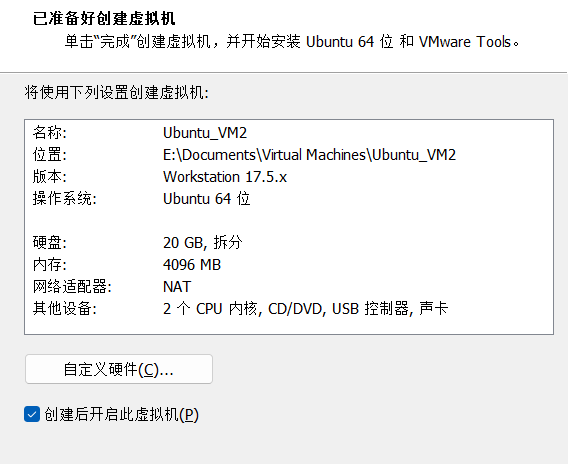 已准备好创建虚拟机
单击“完成”创建虚拟机，并开始安装 Ubuntu 64 位 和 VMware Tools。
将使用下列设置创建虚拟机:
名称: Ubuntu_VM2
位置: E:\Documents\Virtual Machines\Ubuntu_VM2
版本: Workstation 17.5.x
操作系统: Ubuntu 64 位
硬盘: 20 GB, 拆分
内存: 4096 MB
网络适配器: NAT
其他设备: 2 个 CPU 内核, CD/DVD, USB 控制器, 声卡
自定义硬件(C)...
创建后开启此虚拟机(P)